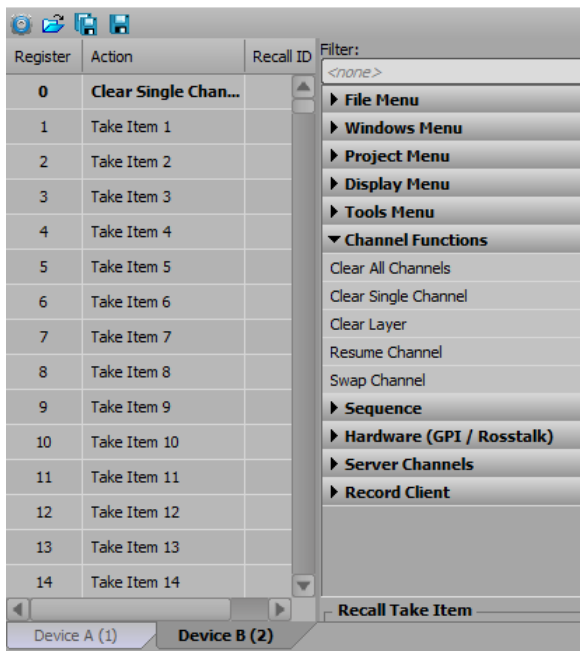 Register Action Recall ID
0 Clear Single Chan...
1 Take Item 1
2 Take Item 2
3 Take Item 3
4 Take Item 4
5 Take Item 5
6 Take Item 6
7 Take Item 7
8 Take Item 8
9 Take Item 9
10 Take Item 10
11 Take Item 11
12 Take Item 12
13 Take Item 13
14 Take Item 14
Device A (1) Device B (2)
Filter:
<none>
File Menu
Windows Menu
Project Menu
Display Menu
Tools Menu
Channel Functions
Clear All Channels
Clear Single Channel
Clear Layer
Resume Channel
Swap Channel
Sequence
Hardware (GPI / Rosstalk)
Server Channels
Record Client
Recall Take Item